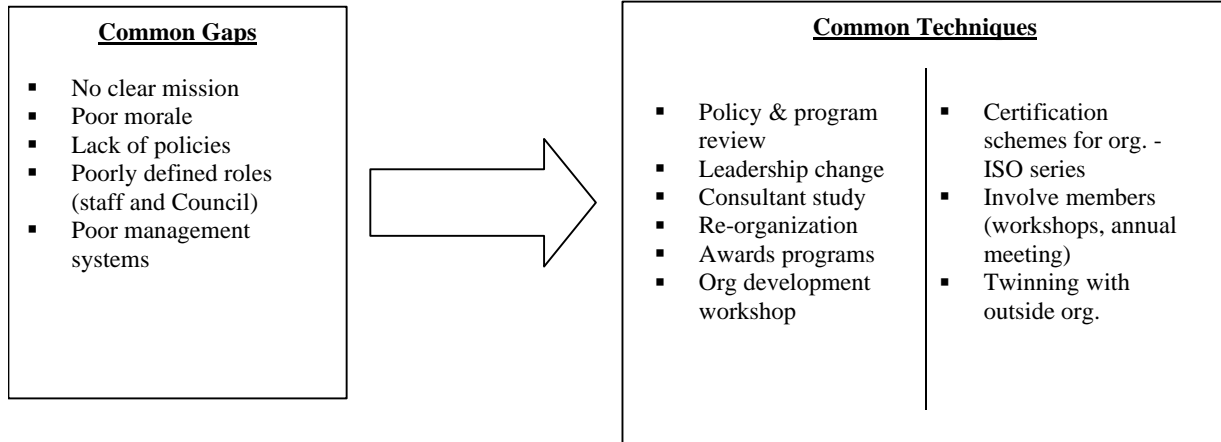 Common Gaps
▪ No clear mission
▪ Poor morale
▪ Lack of policies
▪ Poorly defined roles
(staff and Council)
▪ Poor management
systems
Common Techniques
▪ Policy & program
review
▪ Leadership change
▪ Consultant study
▪ Re-organization
▪ Awards programs
▪ Org development
workshop
▪ Certification
schemes for org. -
ISO series
▪ Involve members
(workshops, annual
meeting)
▪ Twinning with
outside org.